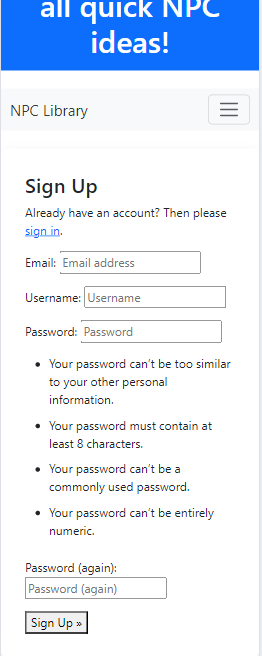 all quick NPC
ideas!
NPC Library
Sign Up
Already have an account? Then please
sign in.
Email: Email address
Username: Username
Password: Password
• Your password can't be too similar
to your other personal
information.
• Your password must contain at
least 8 characters.
• Your password can't be a
commonly used password.
• Your password can't be entirely
numeric.
Password (again):
Password (again)
Sign Up »